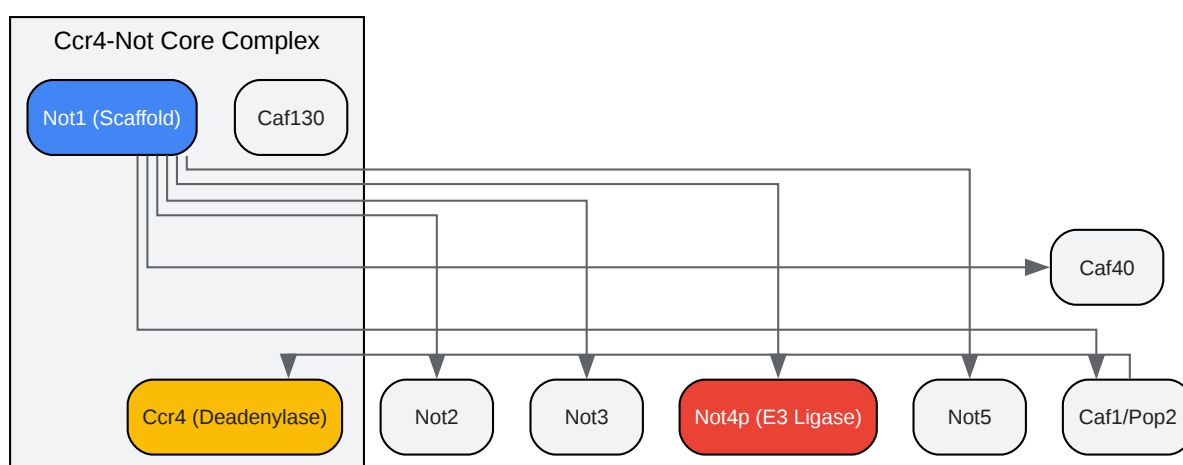 Ccr4-Not Core Complex
Not1 (Scaffold)
Caf130
Caf40
Ccr4 (Deadenylase)
Not2
Not3
Not4p (E3 Ligase)
Not5
Caf1/Pop2